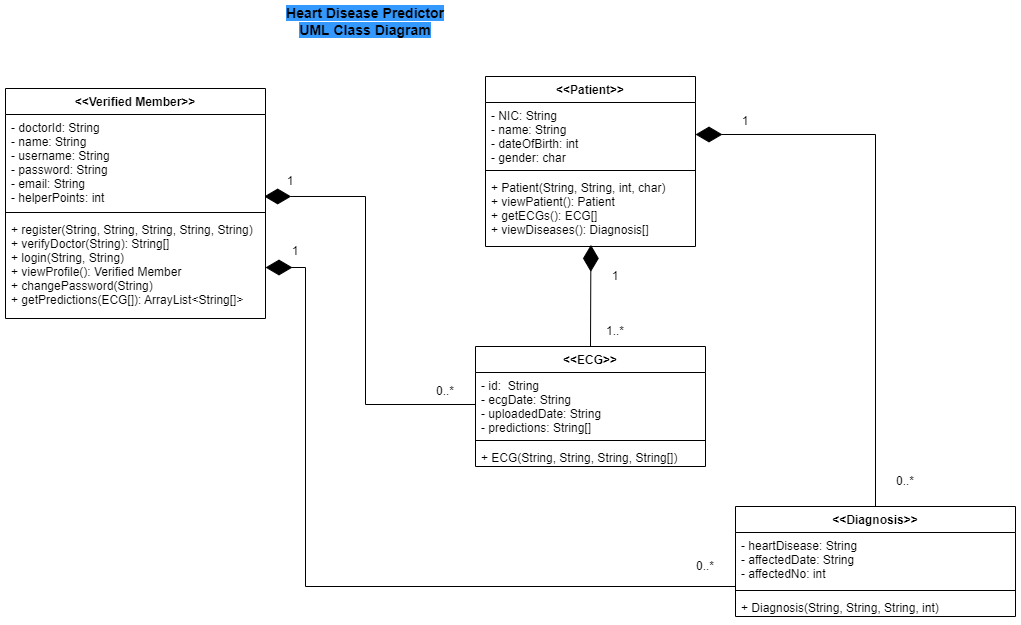 Heart Disease Predictor
UML Class Diagram
<<Verified Member>>
- doctorId: String
- name: String
- username: String
- password: String
- email: String
- helperPoints: int
+ register(String, String, String, String, String)
+ verifyDoctor(String): String[]
+ login(String, String)
+ viewProfile(): Verified Member
+ changePassword(String)
+ getPredictions(ECG[]): ArrayList<String[]>
1
1
<<Patient>>
- NIC: String
- name: String
- dateOfBirth: int
- gender: char
+ Patient(String, String, int, char)
+ viewPatient(): Patient
+ getECGs(): ECG[]
+ viewDiseases(): Diagnosis[]
1
1
1..*
0..*
<<ECG>>
- id:  String
- ecgDate: String
- uploadedDate: String
- predictions: String[]
+ ECG(String, String, String, String[])
0..*
0..*
<<Diagnosis>>
- heartDisease: String
- affectedDate: String
- affectedNo: int
+ Diagnosis(String, String, String, int)